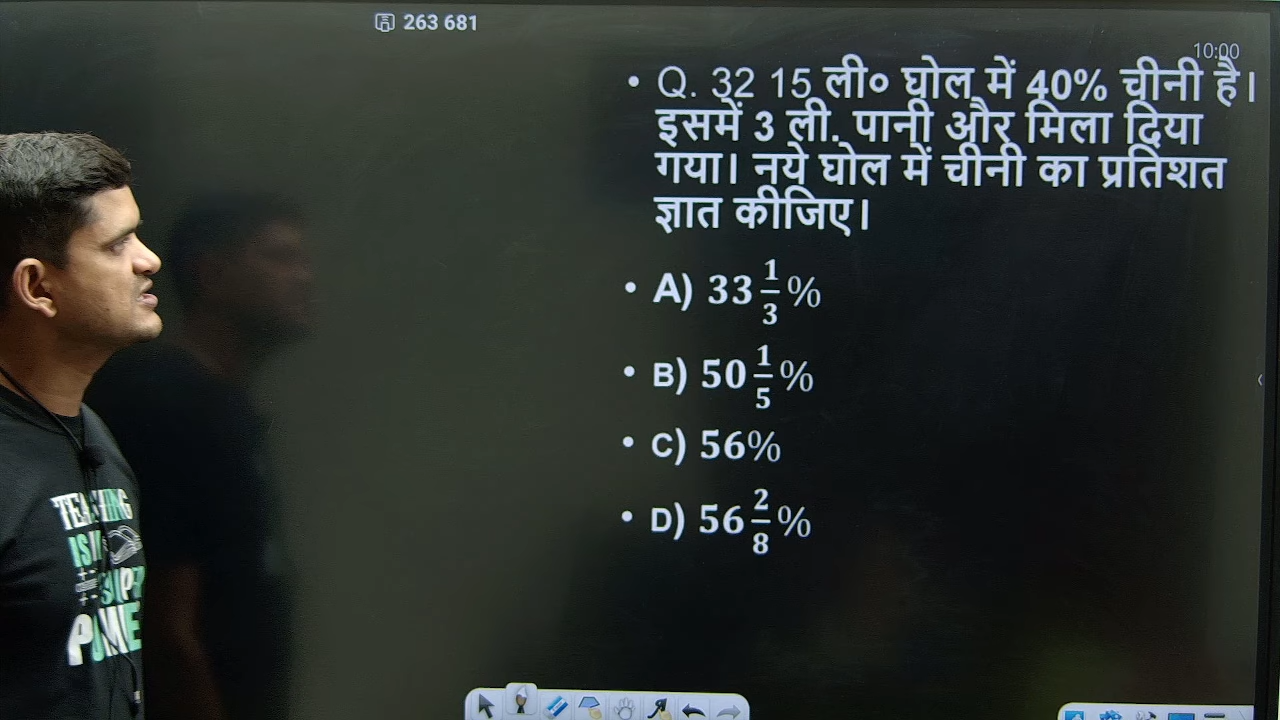 263 681
10:00
• Q. 32 15 ली० घोल में 40% चीनी है।
इसमें 3 ली. पानी और मिला दिया
गया। नये घोल में चीनी का प्रतिशत
ज्ञात कीजिए।
• A) 33 1/3 %
• B) 50 1/5 %
• C) 56%
• D) 56 2/8 %